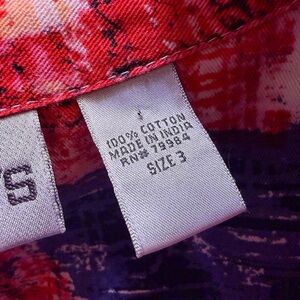 100% COTTON
MADE IN INDIA
RN# 79984
SIZE 3
'S